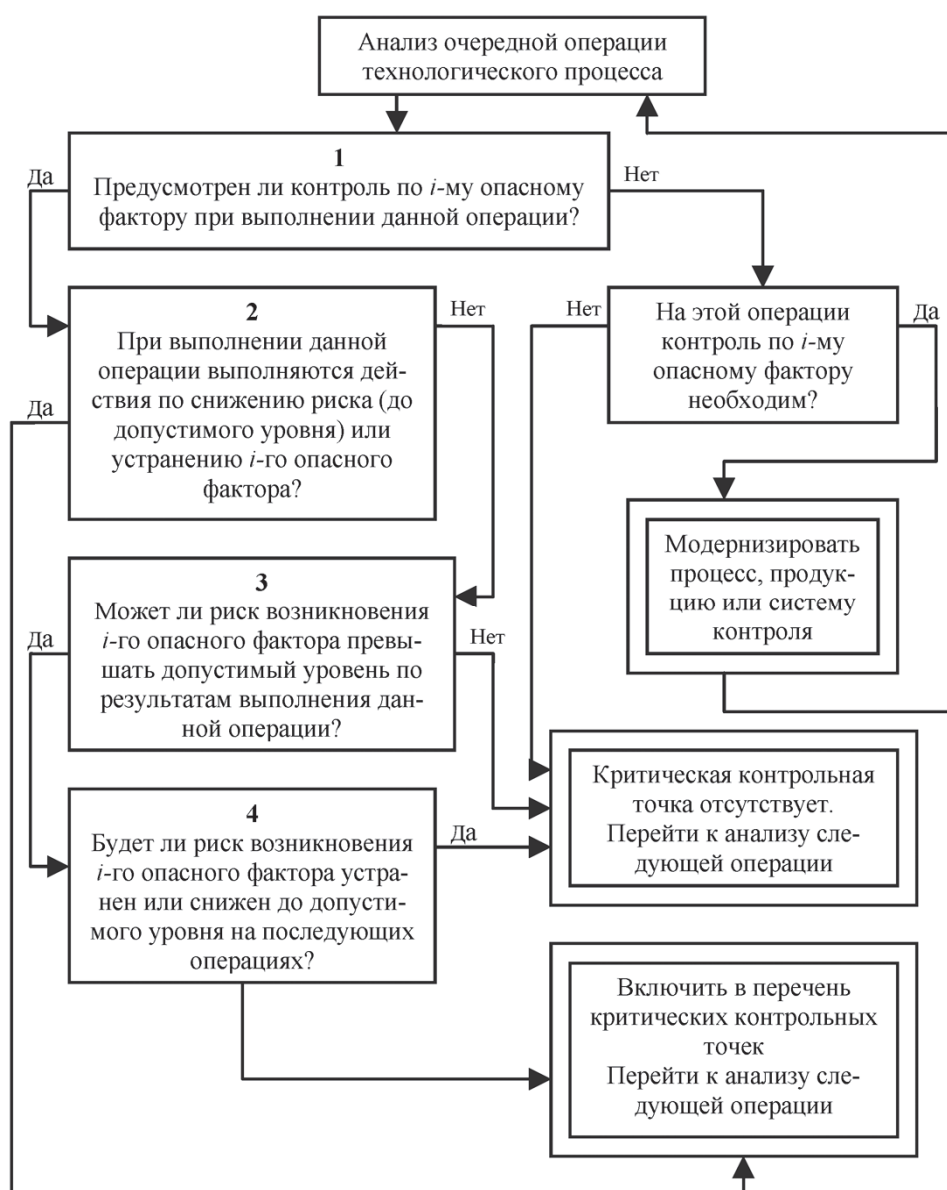 Анализ очередной операции
технологического процесса
1
Предусмотрен ли контроль по i-му опасному
фактору при выполнении данной операции?
Да
Нет
2
При выполнении данной
операции выполняются дей-
ствия по снижению риска (до
допустимого уровня) или
устранению i-го опасного
фактора?
Да
Нет
На этой операции
контроль по i-му
опасному фактору
необходим?
Нет
Да
Модернизировать
процесс, продук-
цию или систему
контроля
3
Может ли риск возникновения
i-го опасного фактора превы-
шать допустимый уровень по
результатам выполнения дан-
ной операции?
Да
Нет
Критическая контрольная
точка отсутствует.
Перейти к анализу сле-
дующей операции
4
Будет ли риск возникновения
i-го опасного фактора устра-
нен или снижен до допусти-
мого уровня на последующих
операциях?
Да
Включить в перечень
критических контрольных
точек
Перейти к анализу сле-
дующей операции